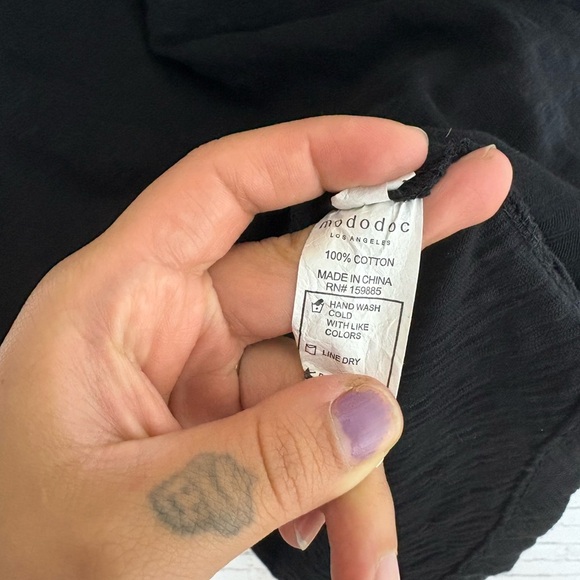 mododoc
LOS ANGELES
100% COTTON
MADE IN CHINA
RN# 159885
HAND WASH
COLD
WITH LIKE
COLORS
LINE DRY